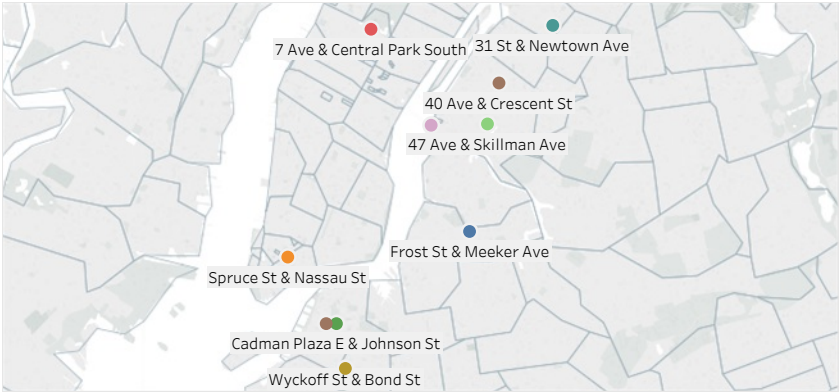 7 Ave & Central Park South
31 St & Newtown Ave
40 Ave & Crescent St
47 Ave & Skillman Ave
Frost St & Meeker Ave
Spruce St & Nassau St
Cadman Plaza E & Johnson St
Wyckoff St & Bond St